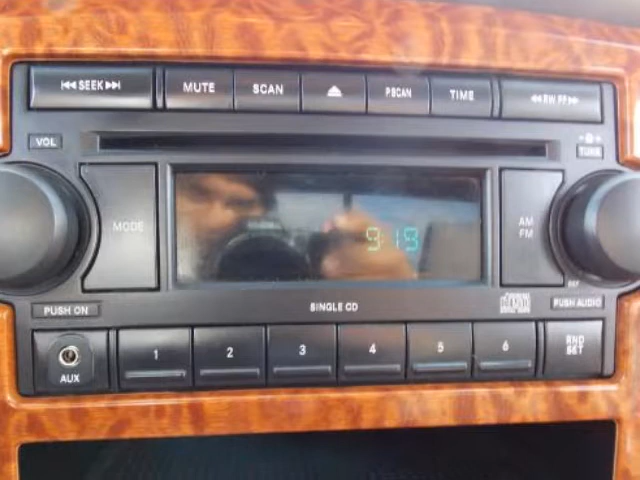 SEEK MUTE SCAN PSCAN TIME RW FF
VOL TUNE
MODE 9:19 AM
FM
PUSH ON SINGLE CD PUSH AUDIO
AUX 1 2 3 4 5 6 RND
SET